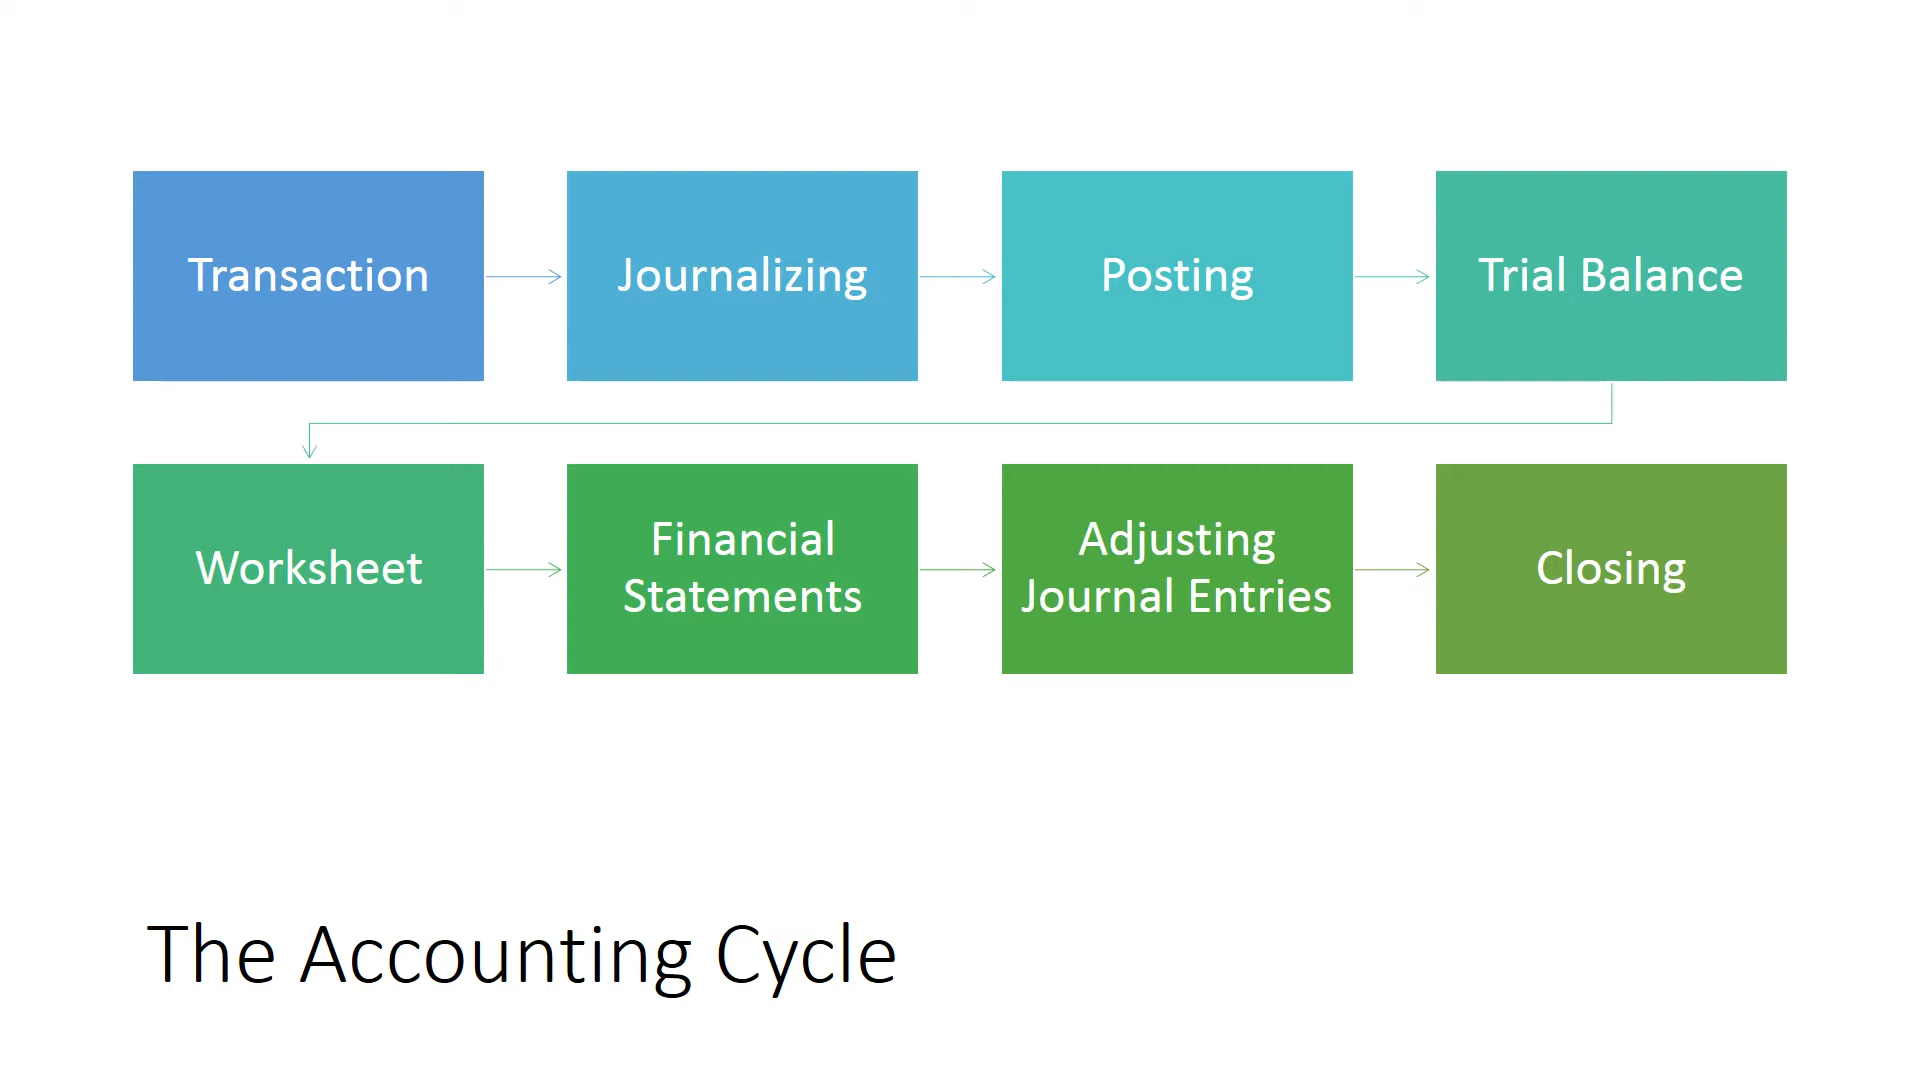 Transaction
Journalizing
Posting
Trial Balance
Worksheet
Financial
Statements
Adjusting
Journal Entries
Closing
The Accounting Cycle